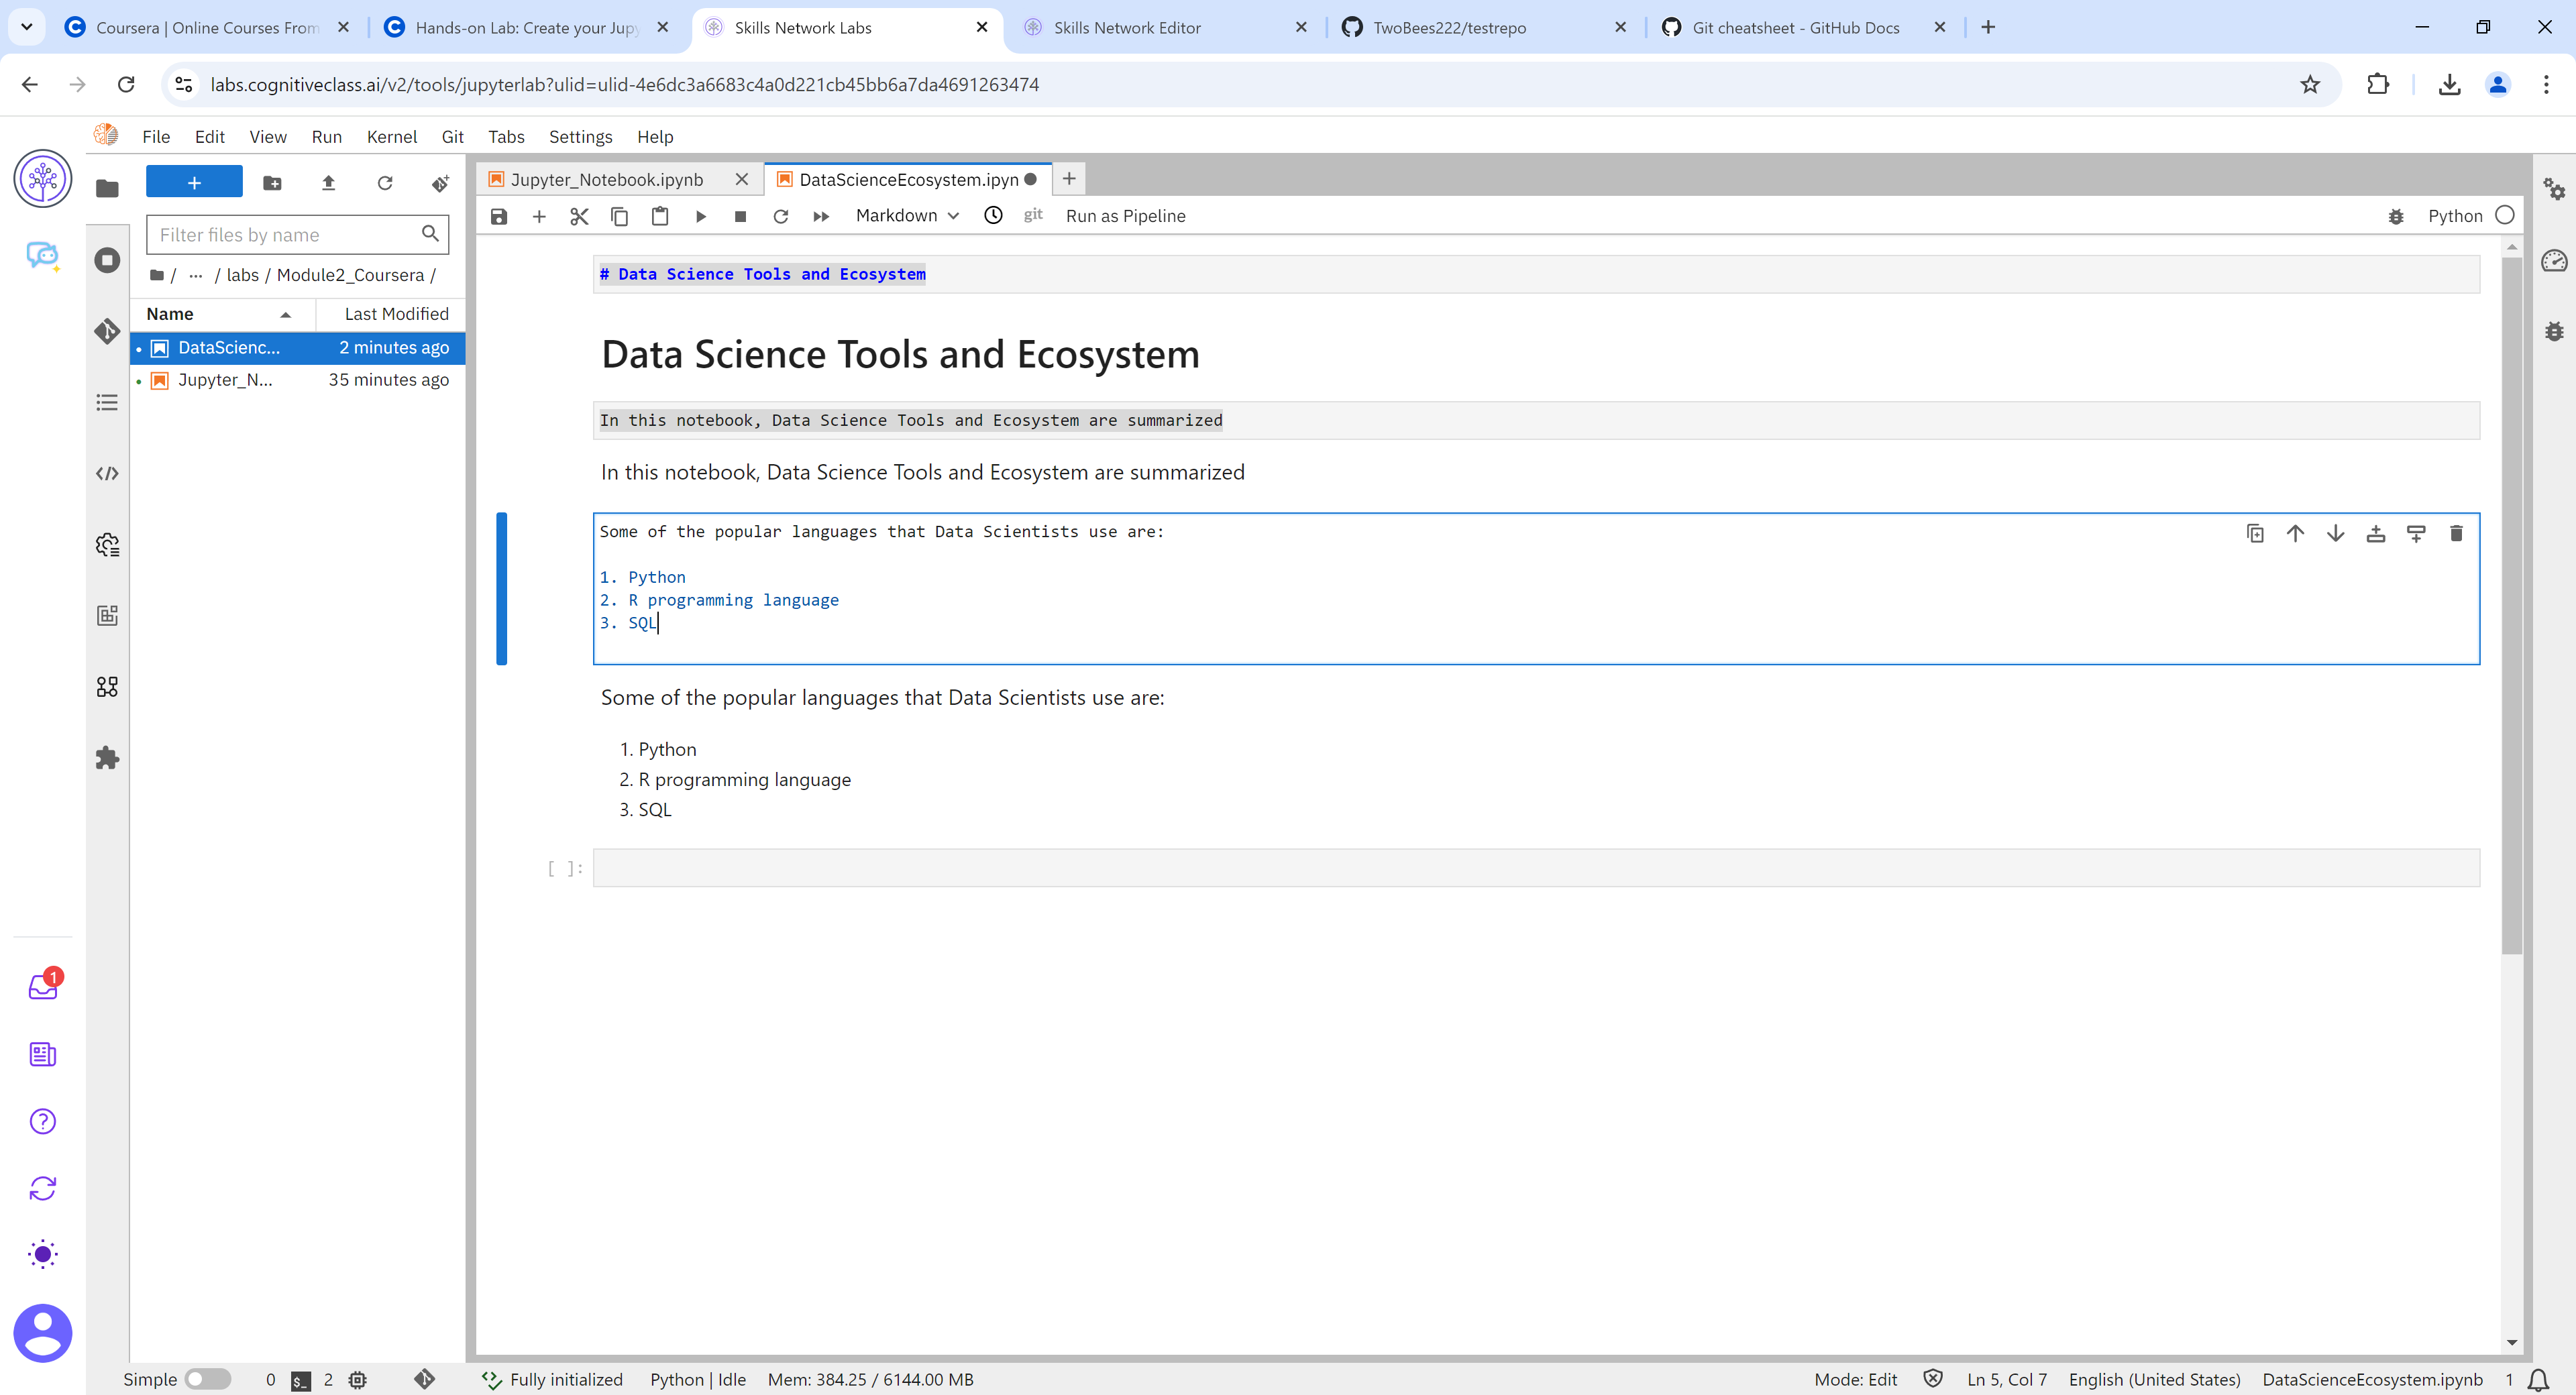 Coursera | Online Courses From
Hands-on Lab: Create your Jupy
Skills Network Labs
Skills Network Editor
TwoBees222/testrepo
Git cheatsheet - GitHub Docs
labs.cognitiveclass.ai/v2/tools/jupyterlab?ulid=ulid-4e6dc3a6683c4a0d221cb45bb6a7da4691263474
File Edit View Run Kernel Git Tabs Settings Help
Jupyter_Notebook.ipynb
DataScienceEcosystem.ipyn
Markdown
git
Run as Pipeline
Python
Filter files by name
/ ... / labs / Module2_Coursera /
Name Last Modified
DataScienc... 2 minutes ago
Jupyter_N... 35 minutes ago
# Data Science Tools and Ecosystem
Data Science Tools and Ecosystem
In this notebook, Data Science Tools and Ecosystem are summarized
In this notebook, Data Science Tools and Ecosystem are summarized
Some of the popular languages that Data Scientists use are:
1. Python
2. R programming language
3. SQL
Some of the popular languages that Data Scientists use are:
1. Python
2. R programming language
3. SQL
[ ]:
1
Simple 0 $_ 2 Fully initialized Python | Idle Mem: 384.25 / 6144.00 MB Mode: Edit Ln 5, Col 7 English (United States) DataScienceEcosystem.ipynb 1